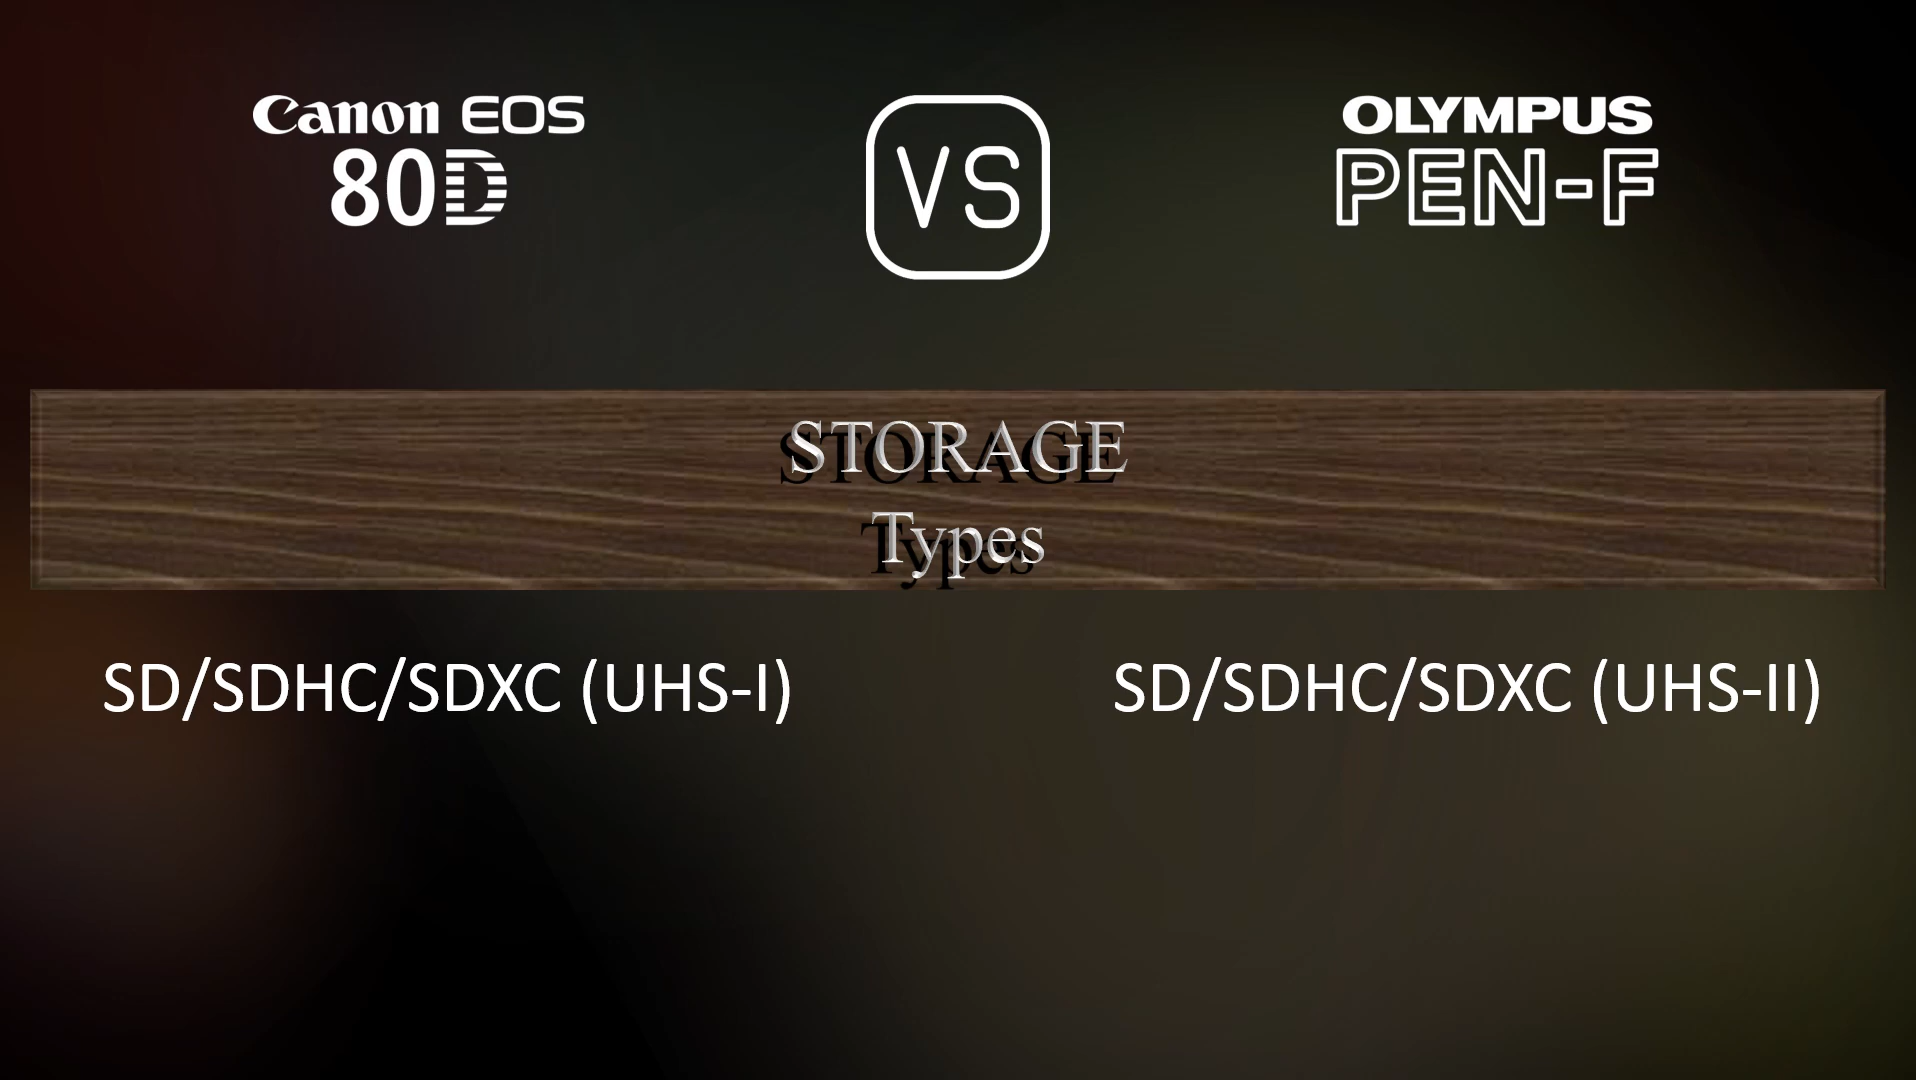 Canon EOS
80D
VS
OLYMPUS
PEN-F
STORAGE
Types
SD/SDHC/SDXC (UHS-I)
SD/SDHC/SDXC (UHS-II)